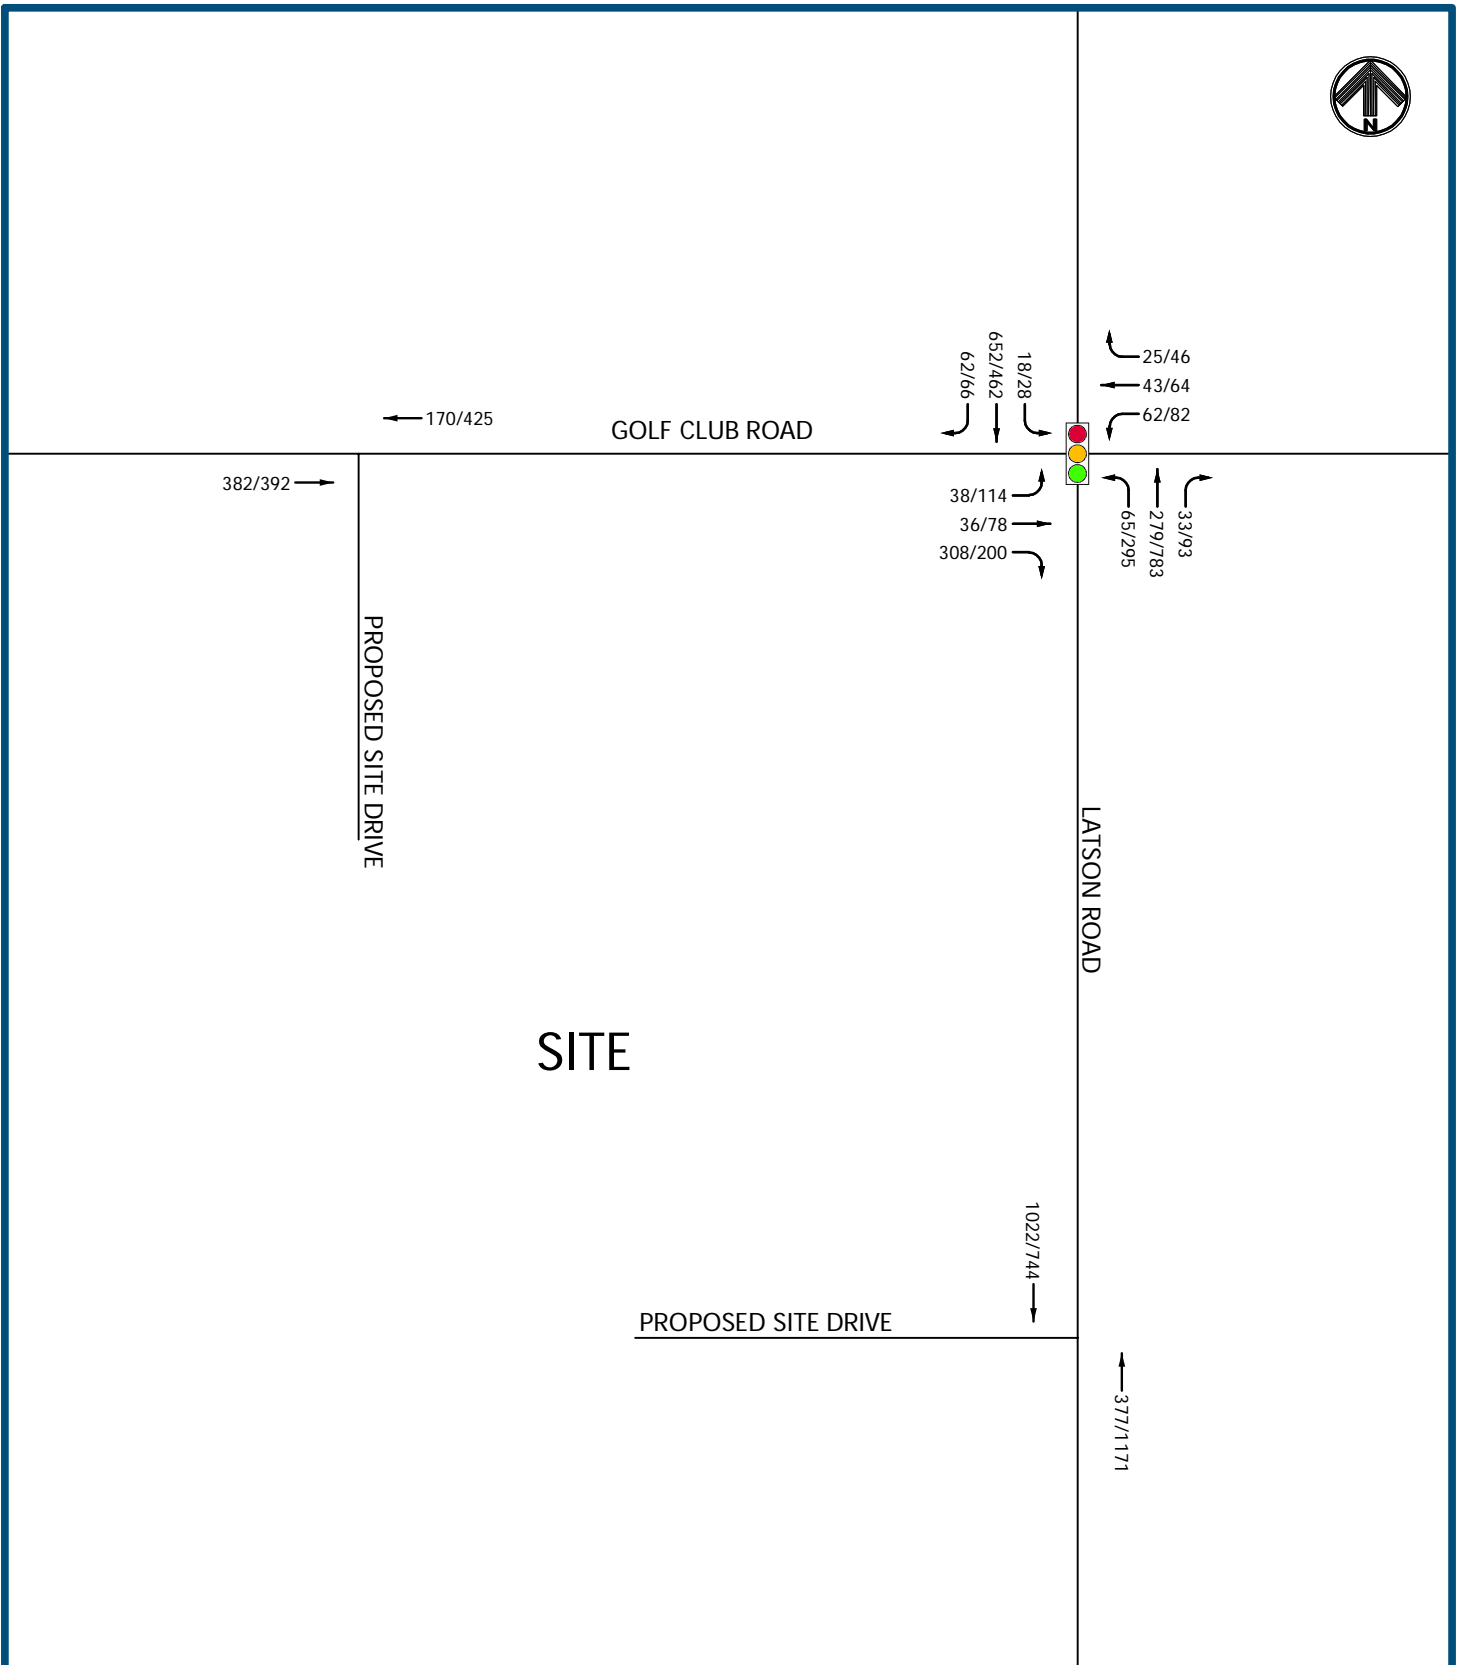 N
62/66
652/462
18/28
25/46
43/64
62/82
170/425
GOLF CLUB ROAD
382/392
38/114
36/78
308/200
65/295
279/783
33/93
PROPOSED SITE DRIVE
LATSON ROAD
SITE
1022/744
PROPOSED SITE DRIVE
377/1171